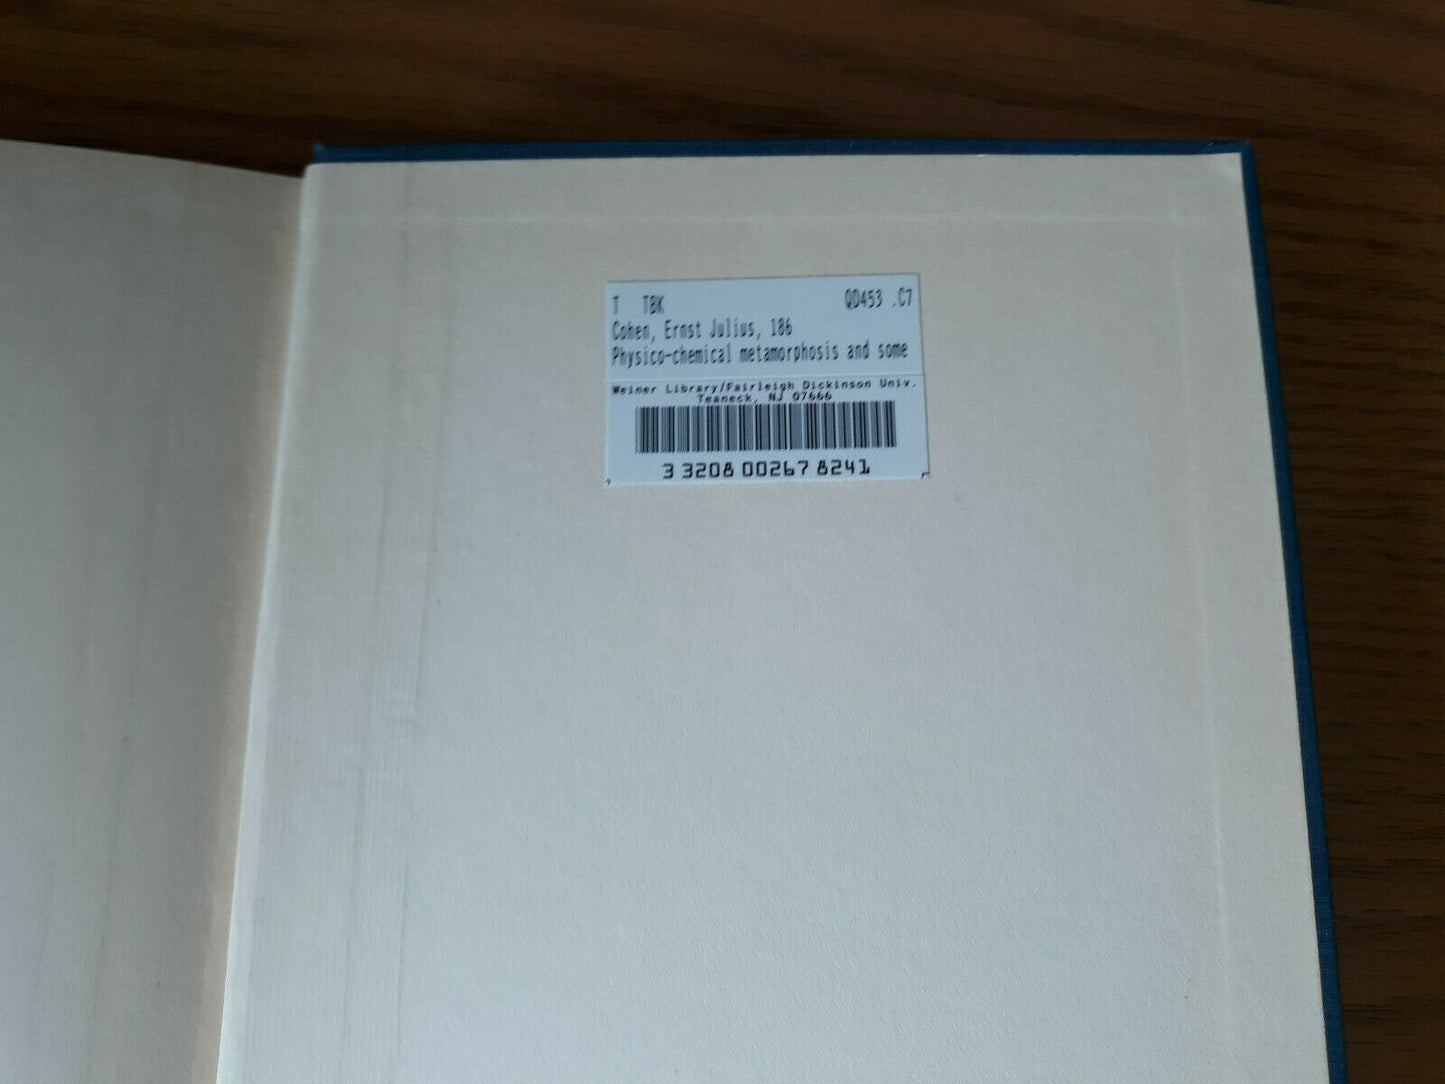 T TBK QD453 .C7
Cohen, Ernst Julius, 186
Physico-chemical metamorphosis and some
Weiner Library/Fairleigh Dickinson Univ.
Teaneck, NJ 07666
3 3208 00267 8241